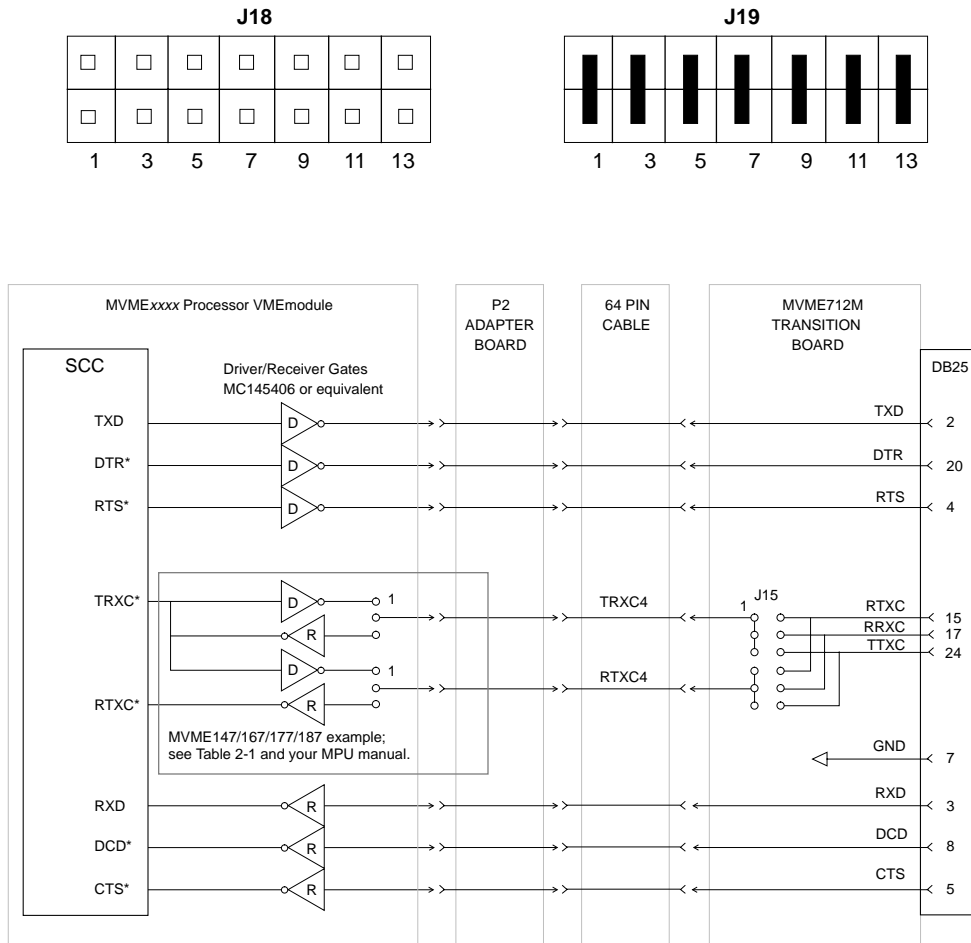 J18
J19
1 3 5 7 9 11 13
1 3 5 7 9 11 13
MVMExxxx Processor VMEmodule
P2
ADAPTER
BOARD
64 PIN
CABLE
MVME712M
TRANSITION
BOARD
SCC
Driver/Receiver Gates
MC145406 or equivalent
DB25
TXD
D
TXD
2
DTR*
D
DTR
20
RTS*
D
RTS
4
TRXC*
D
1
TRXC4
1
J15
RTXC
15
R
RRXC
17
TTXC
24
D
1
RTXC4
RTXC*
R
MVME147/167/177/187 example;
see Table 2-1 and your MPU manual.
GND
7
RXD
R
RXD
3
DCD*
R
DCD
8
CTS*
R
CTS
5